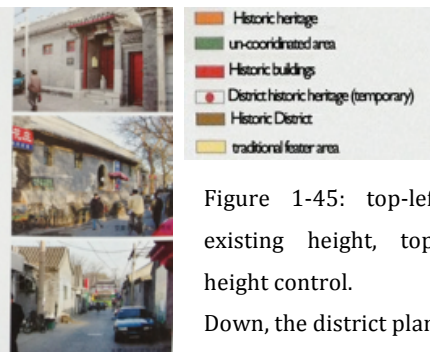 Historic heritage
un-cooridinated area
Historic buildings
District historic heritage (temporary)
Historic District
traditional feater area
Figure 1-45: top-left
existing height, top
height control.
Down, the district plan